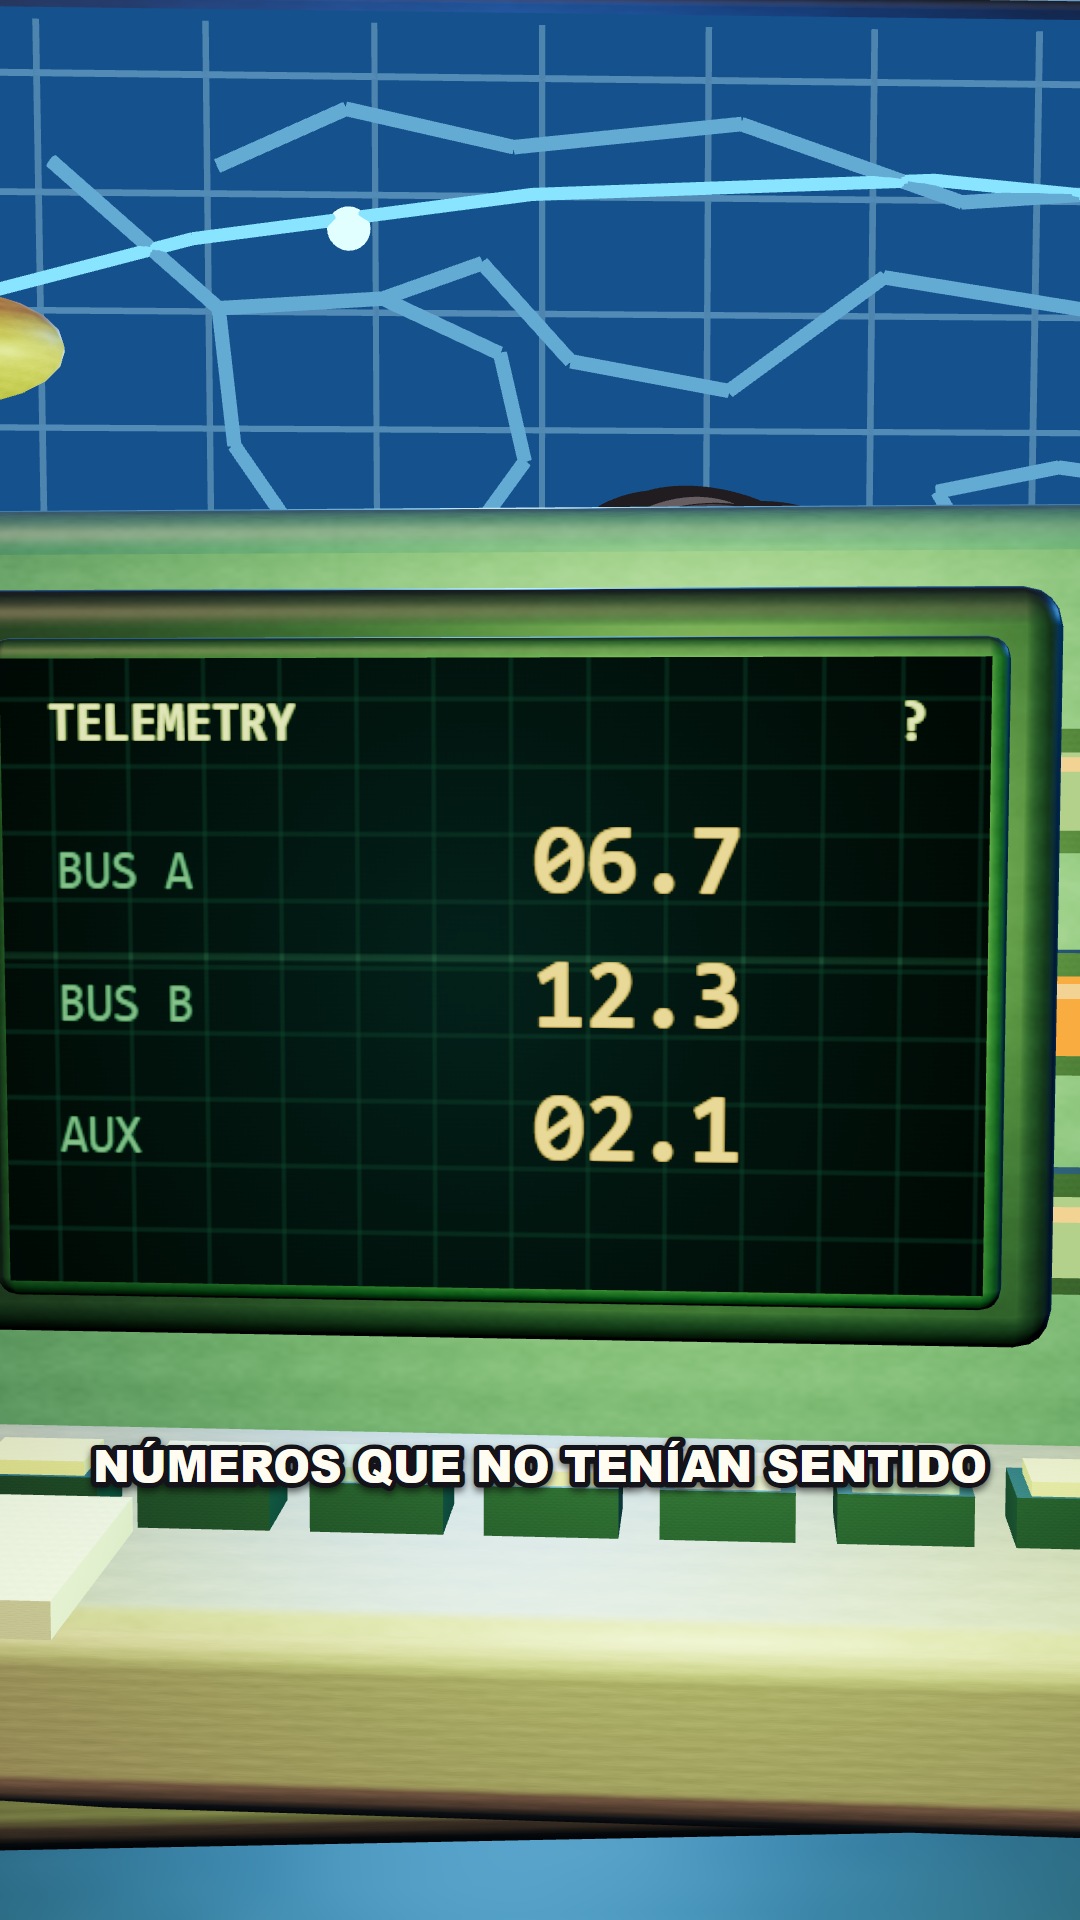 TELEMETRY ?
BUS A 06.7
BUS B 12.3
AUX 02.1
NÚMEROS QUE NO TENÍAN SENTIDO